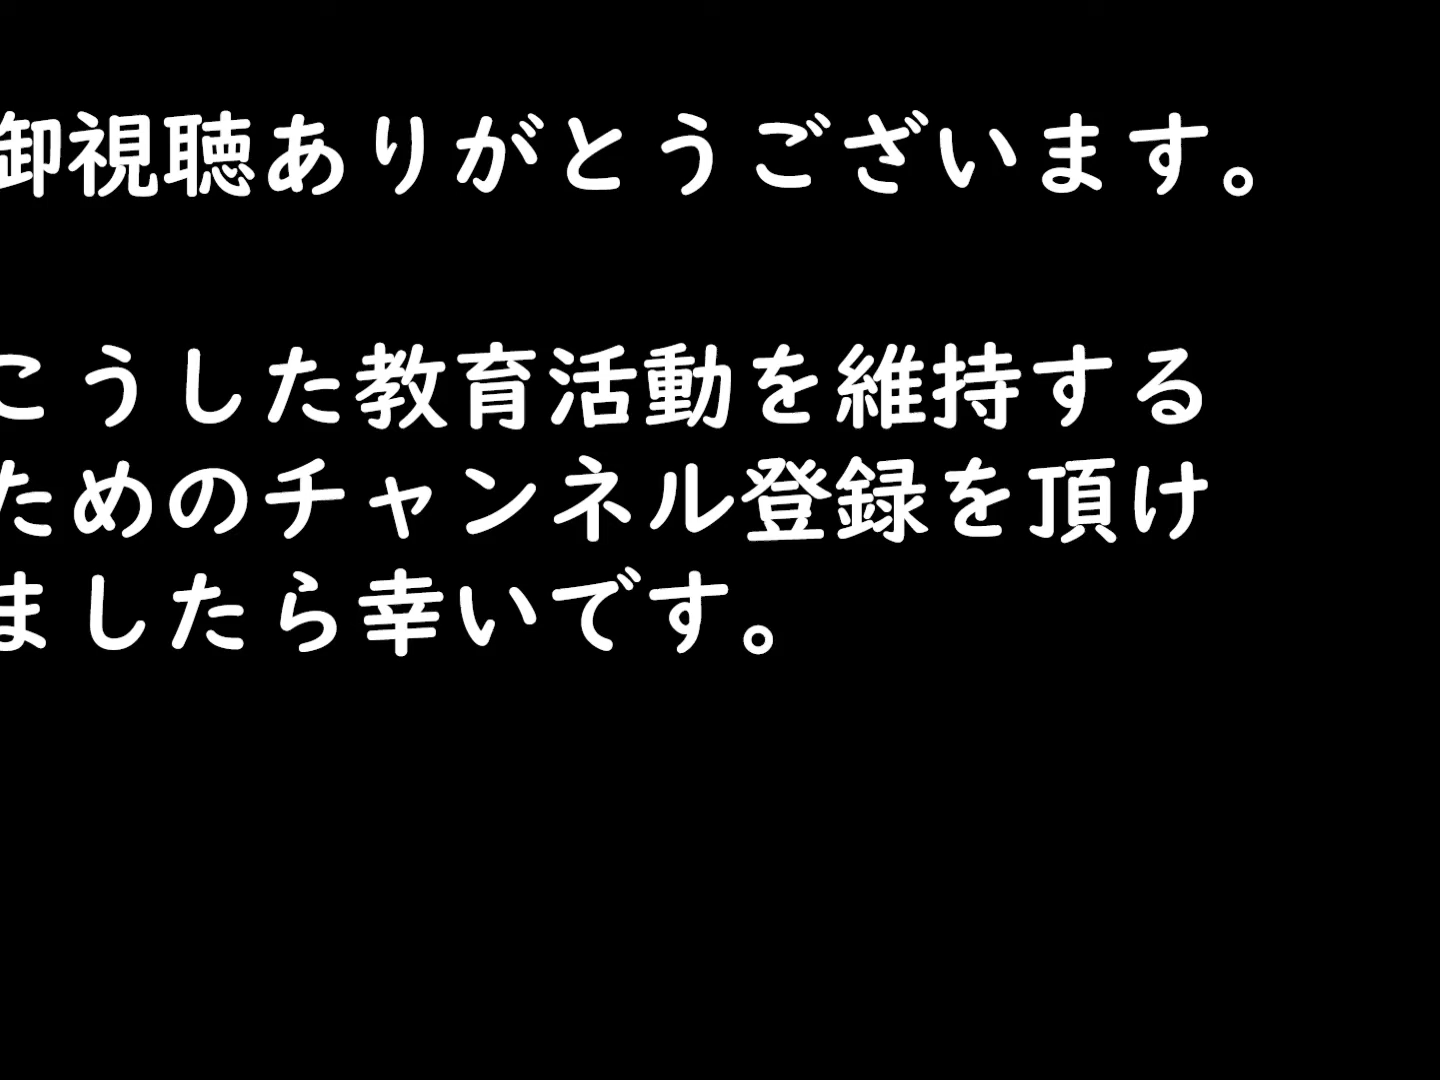 御視聴ありがとうございます。
こうした教育活動を維持する
ためのチャンネル登録を頂け
ましたら幸いです。